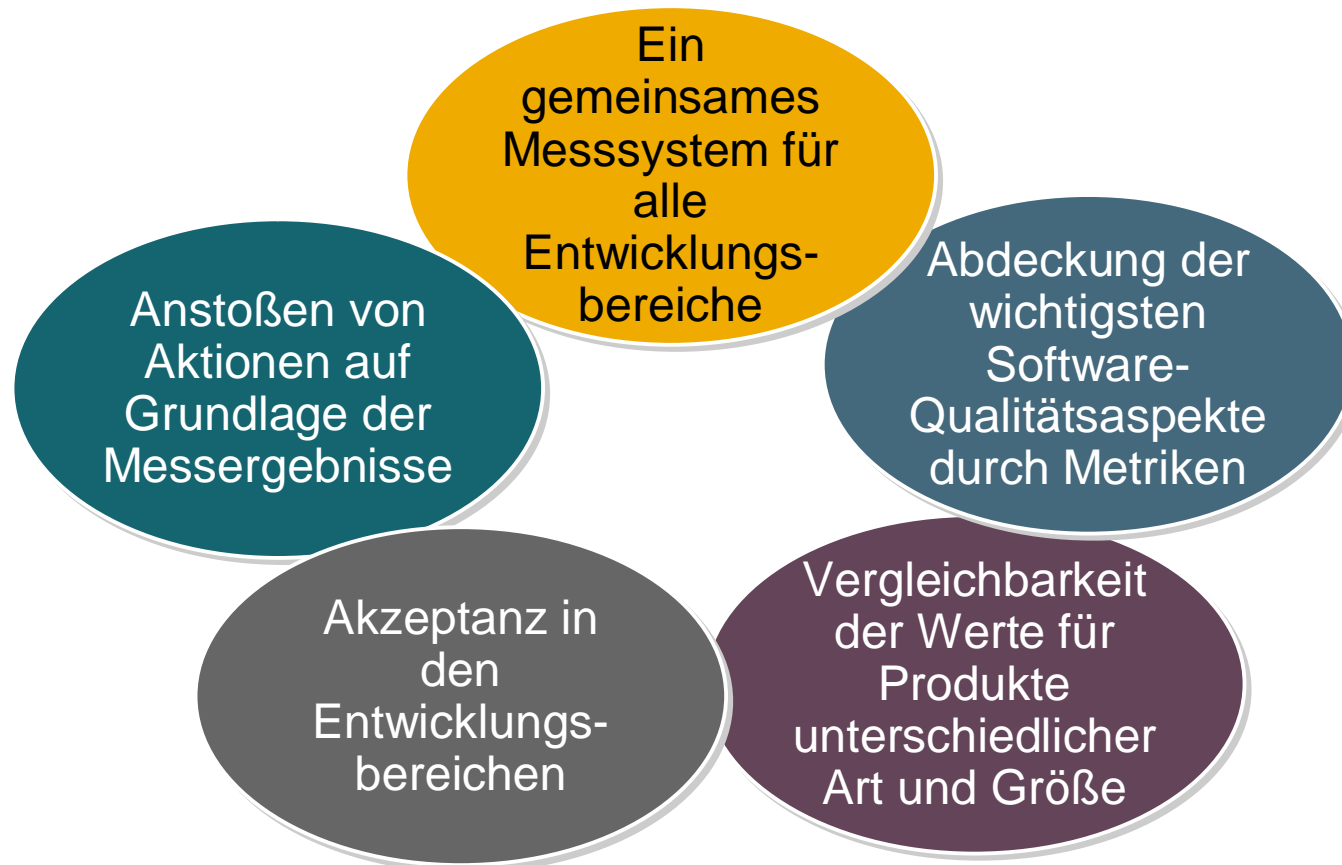 Ein
gemeinsames
Messsystem für
alle
Entwicklungs-
bereiche
Abdeckung der
wichtigsten
Software-
Qualitätsaspekte
durch Metriken
Vergleichbarkeit
der Werte für
Produkte
unterschiedlicher
Art und Größe
Akzeptanz in
den
Entwicklungs-
bereichen
Anstoßen von
Aktionen auf
Grundlage der
Messergebnisse